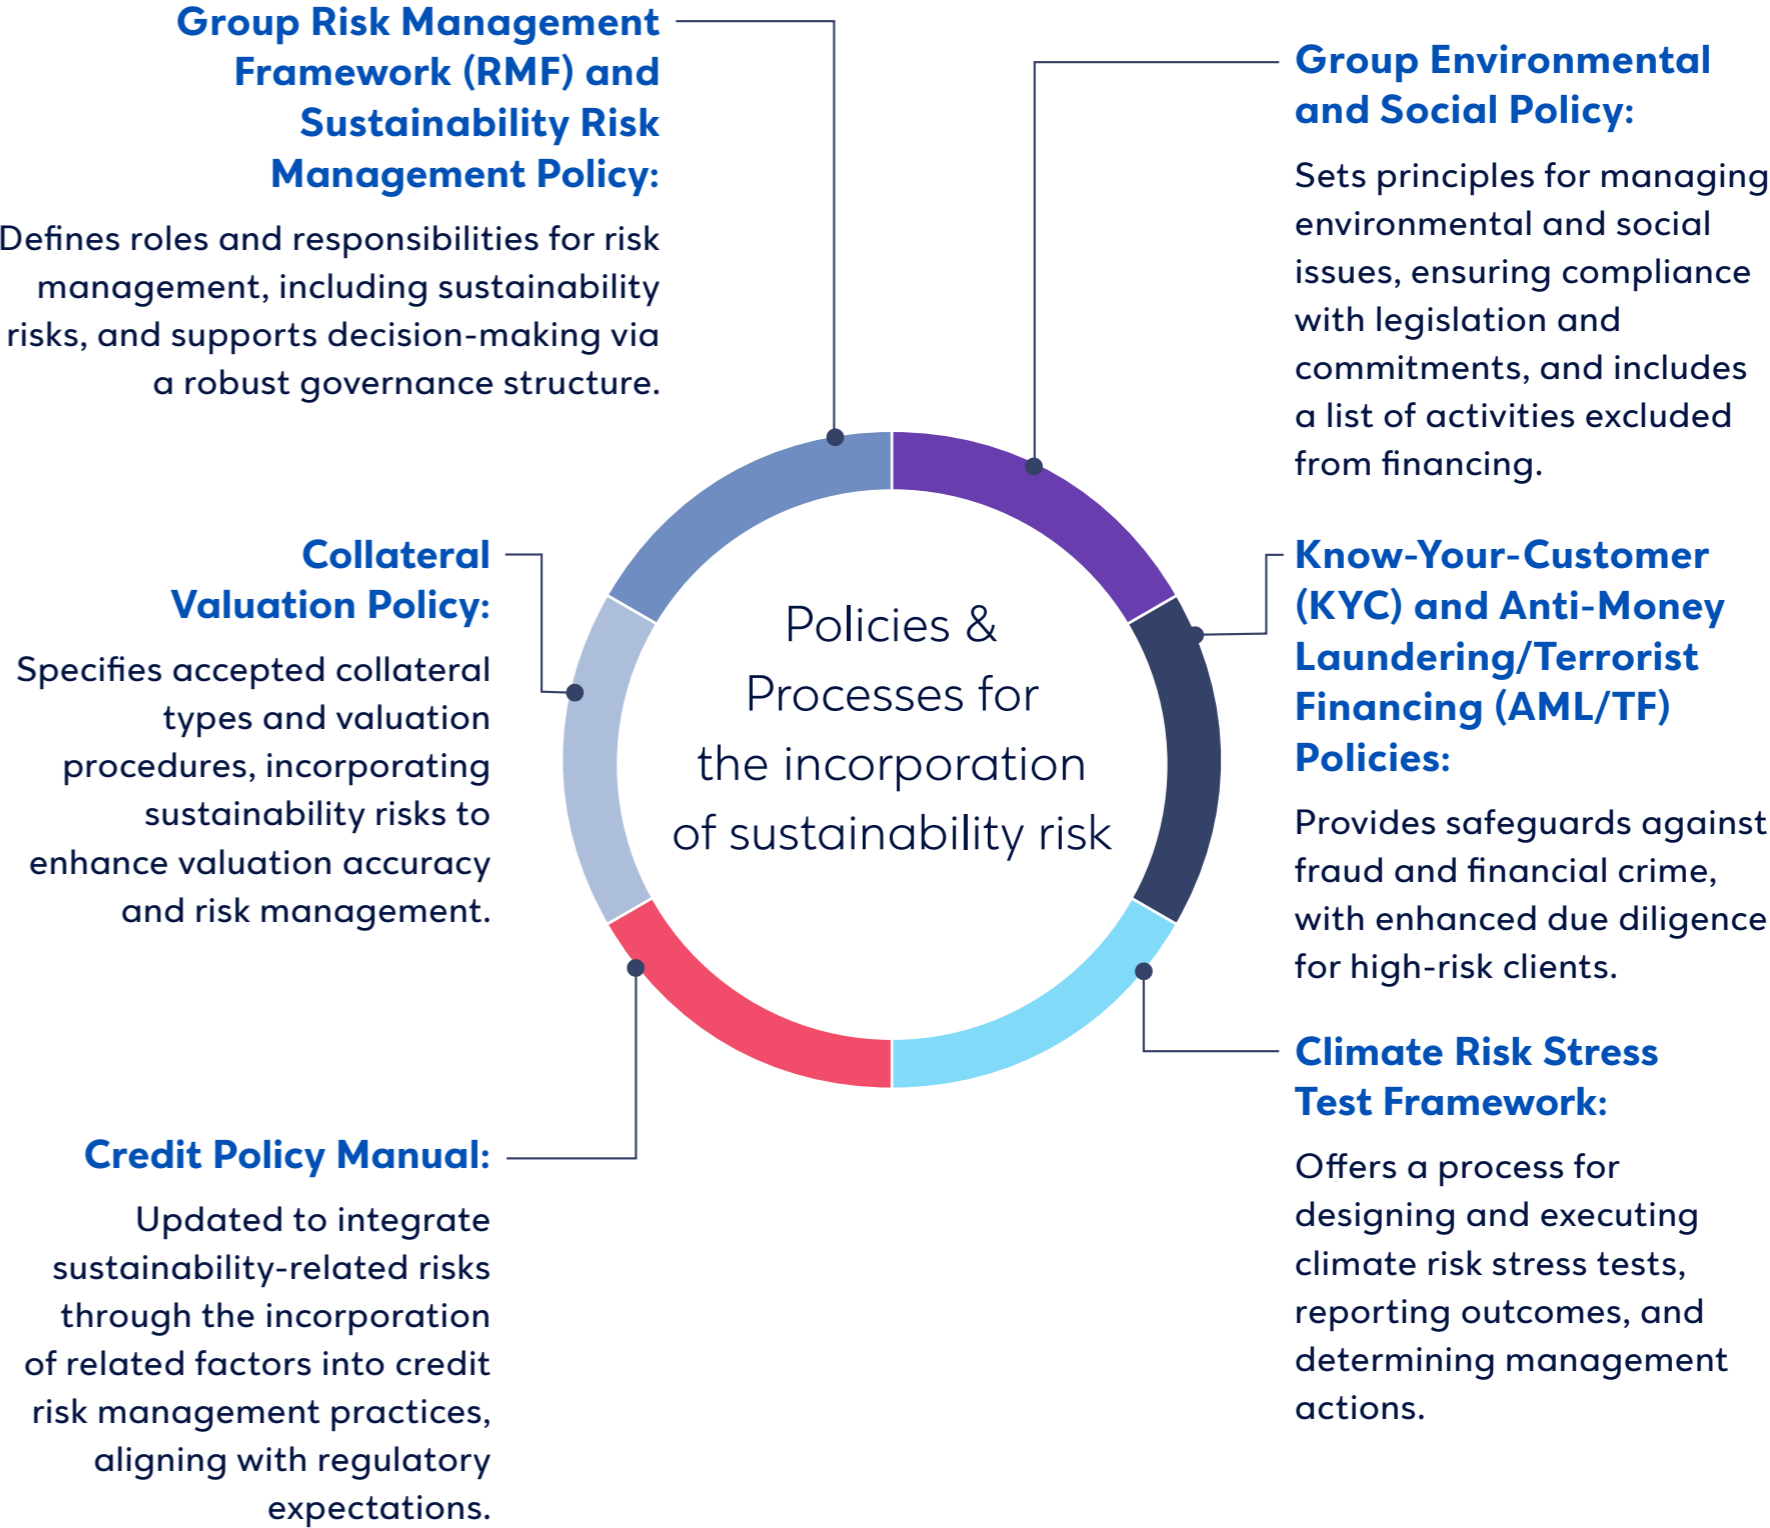 Group Risk Management
Framework (RMF) and
Sustainability Risk
Management Policy:
Defines roles and responsibilities for risk
management, including sustainability
risks, and supports decision-making via
a robust governance structure.
Collateral
Valuation Policy:
Specifies accepted collateral
types and valuation
procedures, incorporating
sustainability risks to
enhance valuation accuracy
and risk management.
Credit Policy Manual:
Updated to integrate
sustainability-related risks
through the incorporation
of related factors into credit
risk management practices,
aligning with regulatory
expectations.
Policies &
Processes for
the incorporation
of sustainability risk
Group Environmental
and Social Policy:
Sets principles for managing
environmental and social
issues, ensuring compliance
with legislation and
commitments, and includes
a list of activities excluded
from financing.
Know-Your-Customer
(KYC) and Anti-Money
Laundering/Terrorist
Financing (AML/TF)
Policies:
Provides safeguards against
fraud and financial crime,
with enhanced due diligence
for high-risk clients.
Climate Risk Stress
Test Framework:
Offers a process for
designing and executing
climate risk stress tests,
reporting outcomes, and
determining management
actions.